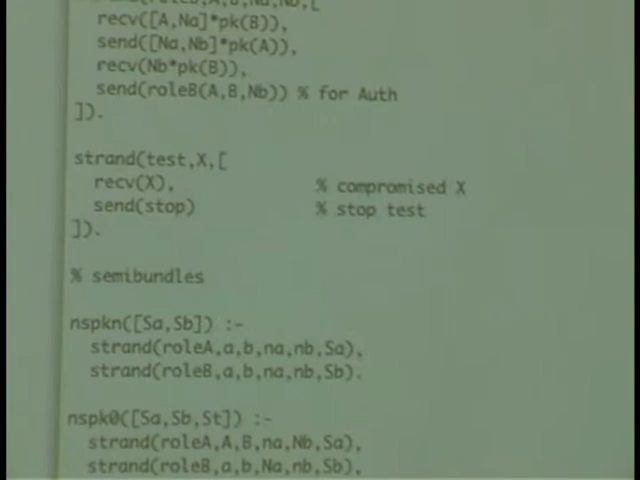 recv([A,Na]*pk(B)),
send([Na,Nb]*pk(A)),
recv(Nb*pk(B)),
send(roleB(A,B,Nb)) % for Auth
]).
strand(test,X,[
recv(X), % compromised X
send(stop) % stop test
]).
% semibundles
nspkn([Sa,Sb]) :-
strand(roleA,a,b,na,nb,Sa),
strand(roleB,a,b,na,nb,Sb).
nspk0([Sa,Sb,St]) :-
strand(roleA,A,B,na,Nb,Sa),
strand(roleB,a,b,Na,nb,Sb),